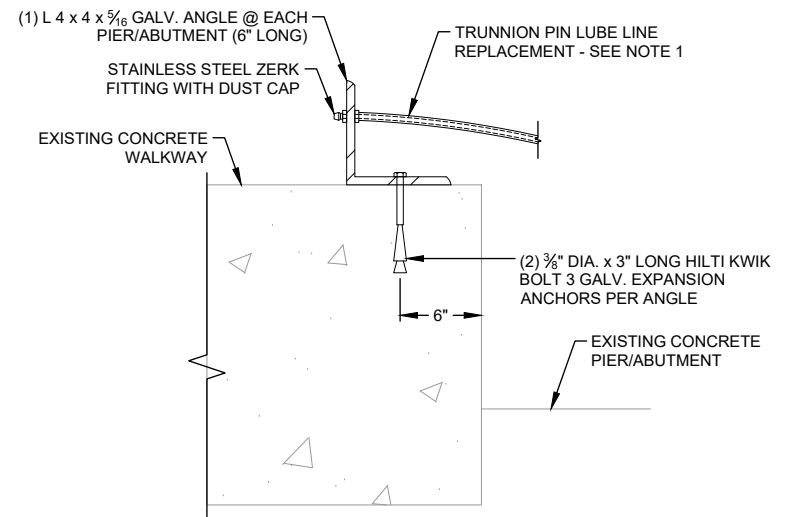 (1) L 4 x 4 x 5⁄16 GALV. ANGLE @ EACH
PIER/ABUTMENT (6" LONG)
TRUNNION PIN LUBE LINE
REPLACEMENT - SEE NOTE 1
STAINLESS STEEL ZERK
FITTING WITH DUST CAP
EXISTING CONCRETE
WALKWAY
(2) 3⁄8" DIA. x 3" LONG HILTI KWIK
BOLT 3 GALV. EXPANSION
ANCHORS PER ANGLE
6"
EXISTING CONCRETE
PIER/ABUTMENT